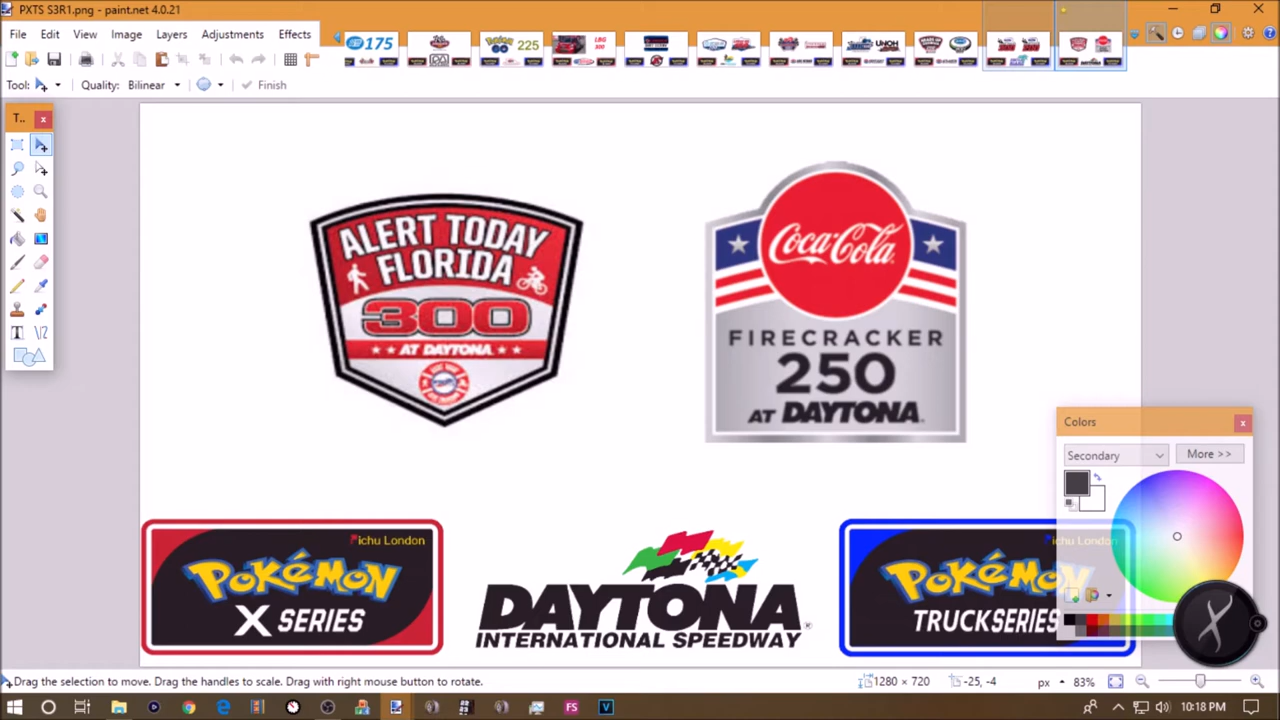 PXTS S3R1.png - paint.net 4.0.21
File Edit View Image Layers Adjustments Effects
Tool: Quality: Bilinear Finish
T..
ALERT TODAY
FLORIDA
300
AT DAYTONA
Coca-Cola
FIRECRACKER
250
AT DAYTONA
Colors
Secondary
More >>
ichu London
POKéMON
X SERIES
DAYTONA
INTERNATIONAL SPEEDWAY
ichu London
POKéMON
TRUCKSERIES
Drag the selection to move. Drag the handles to scale. Drag with right mouse button to rotate.
1280 × 720
-25, -4
px
83%
10:18 PM